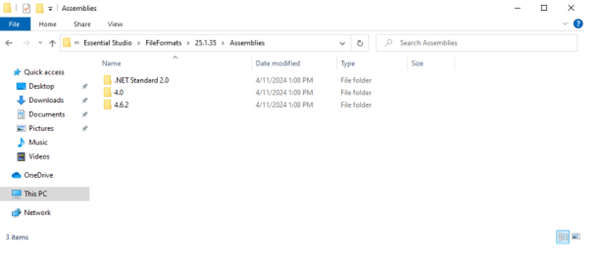 Assemblies
File Home Share View
« Essential Studio › FileFormats › 25.1.35 › Assemblies
Search Assemblies
Name Date modified Type Size
Quick access
Desktop
Downloads
Documents
Pictures
Music
Videos
OneDrive
This PC
Network
.NET Standard 2.0 4/11/2024 1:08 PM File folder
4.0 4/11/2024 1:09 PM File folder
4.6.2 4/11/2024 1:08 PM File folder
3 items